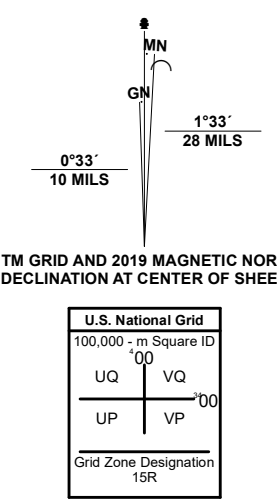 MN
GN
1°33´
28 MILS
0°33´
10 MILS
TM GRID AND 2019 MAGNETIC NOR
DECLINATION AT CENTER OF SHEE
U.S. National Grid
100,000 - m Square ID
400
UQ VQ
3400
UP VP
Grid Zone Designation
15R